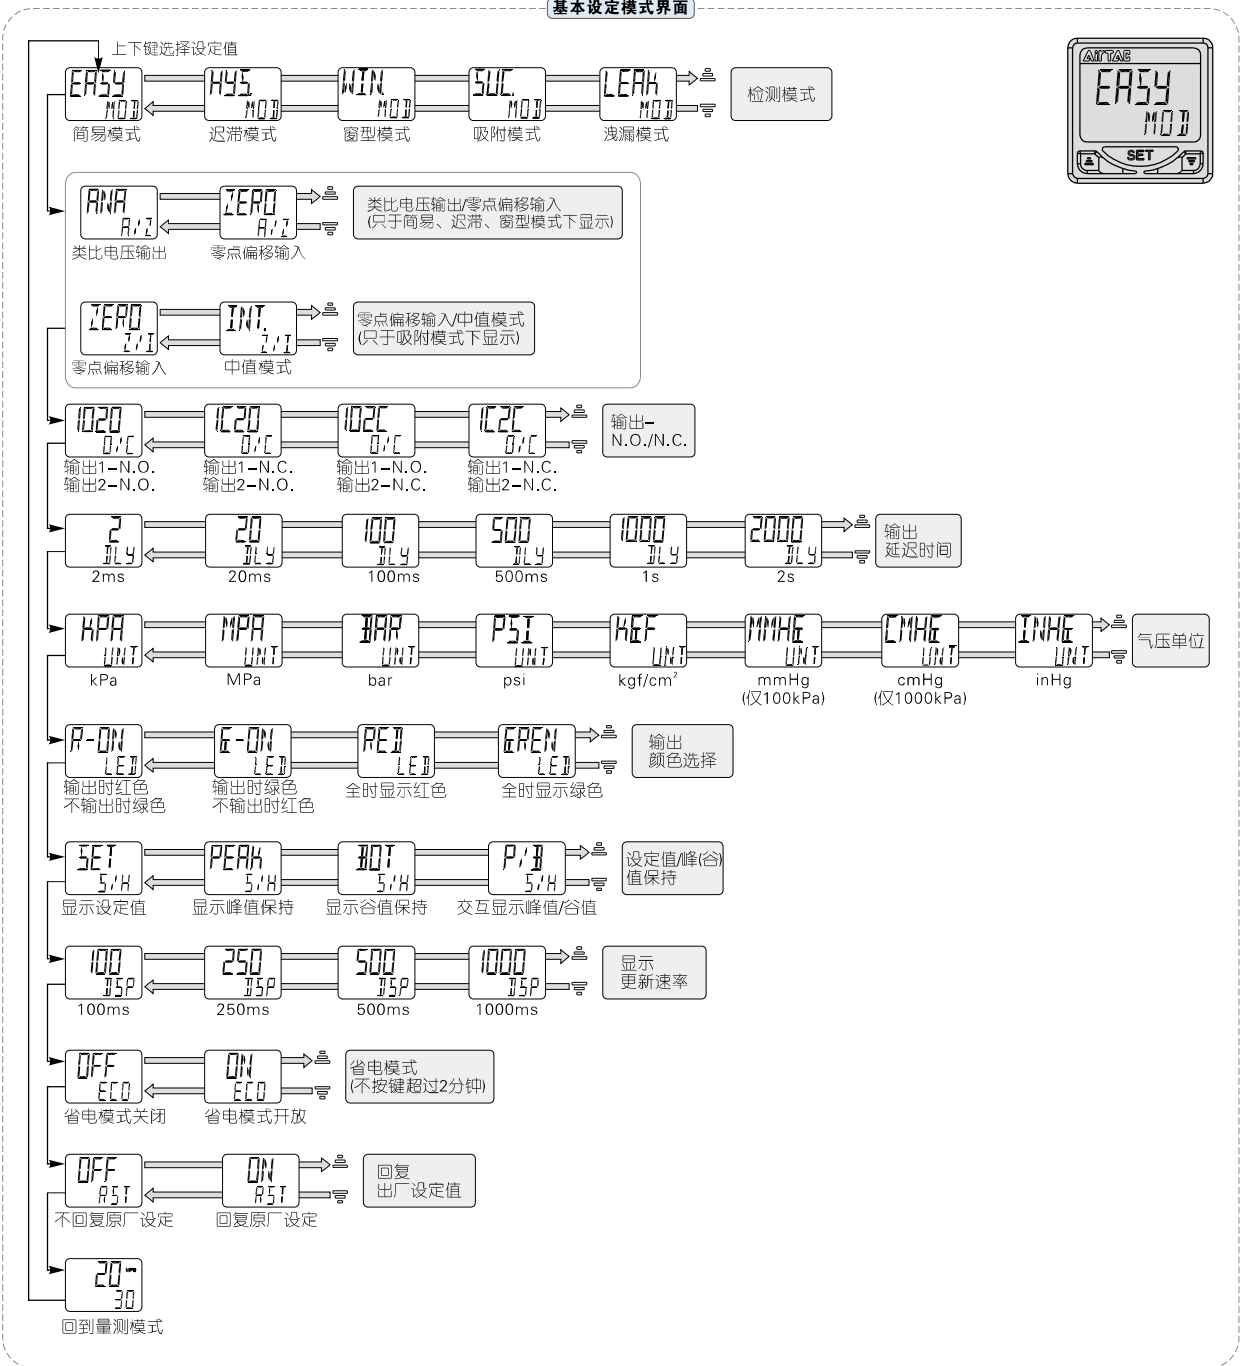 基本设定模式界面
上下键选择设定值
EASY
MOD
HYS.
MOD
WIN.
MOD
SUC.
MOD
LEAK
MOD
检测模式
简易模式
迟滞模式
窗型模式
吸附模式
洩漏模式
AirTAC
EASY
MOD
SET
ANA
A/Z
ZERO
A/Z
类比电压输出/零点偏移输入
(只于简易、迟滞、窗型模式下显示)
类比电压输出
零点偏移输入
ZERO
Z/I
INT.
Z/I
零点偏移输入/中值模式
(只于吸附模式下显示)
零点偏移输入
中值模式
1O2O
O/C
1C2O
O/C
1O2C
O/C
1C2C
O/C
输出–
N.O./N.C.
输出1–N.O.
输出2–N.O.
输出1–N.C.
输出2–N.O.
输出1–N.O.
输出2–N.C.
输出1–N.C.
输出2–N.C.
2
DLY
20
DLY
100
DLY
500
DLY
1000
DLY
2000
DLY
输出
延迟时间
2ms
20ms
100ms
500ms
1s
2s
KPA
UNT
MPA
UNT
BAR
UNT
PSI
UNT
KGF
UNT
MMHG
UNT
CMHG
UNT
INHG
UNT
气压单位
kPa
MPa
bar
psi
kgf/cm²
mmHg
(仅100kPa)
cmHg
(仅1000kPa)
inHg
R-ON
LED
G-ON
LED
RED
LED
GREN
LED
输出
颜色选择
输出时红色
不输出时绿色
输出时绿色
不输出时红色
全时显示红色
全时显示绿色
SET
S/H
PEAK
S/H
BOT
S/H
P/B
S/H
设定值/峰(谷)
值保持
显示设定值
显示峰值保持
显示谷值保持
交互显示峰值/谷值
100
DSP
250
DSP
500
DSP
1000
DSP
显示
更新速率
100ms
250ms
500ms
1000ms
OFF
ECO
ON
ECO
省电模式
(不按键超过2分钟)
省电模式关闭
省电模式开放
OFF
RST
ON
RST
回复
出厂设定值
不回复原厂设定
回复原厂设定
20
30
回到量测模式